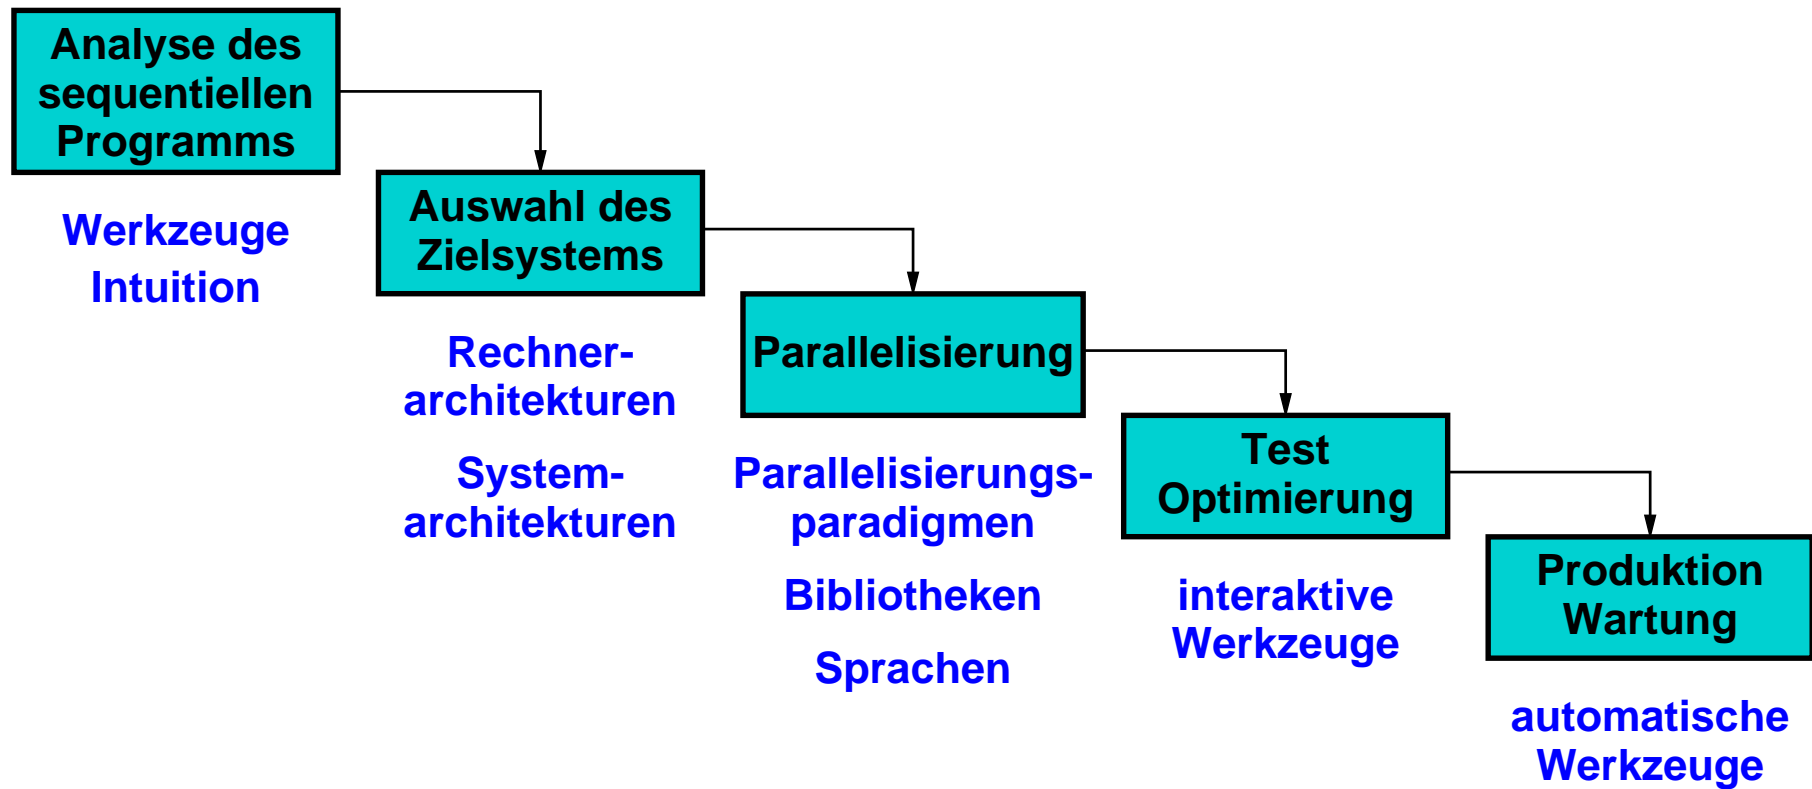 Analyse des
sequentiellen
Programms
Werkzeuge
Intuition
Auswahl des
Zielsystems
Rechner-
architekturen
System-
architekturen
Parallelisierung
Parallelisierungs-
paradigmen
Bibliotheken
Sprachen
Test
Optimierung
interaktive
Werkzeuge
Produktion
Wartung
automatische
Werkzeuge